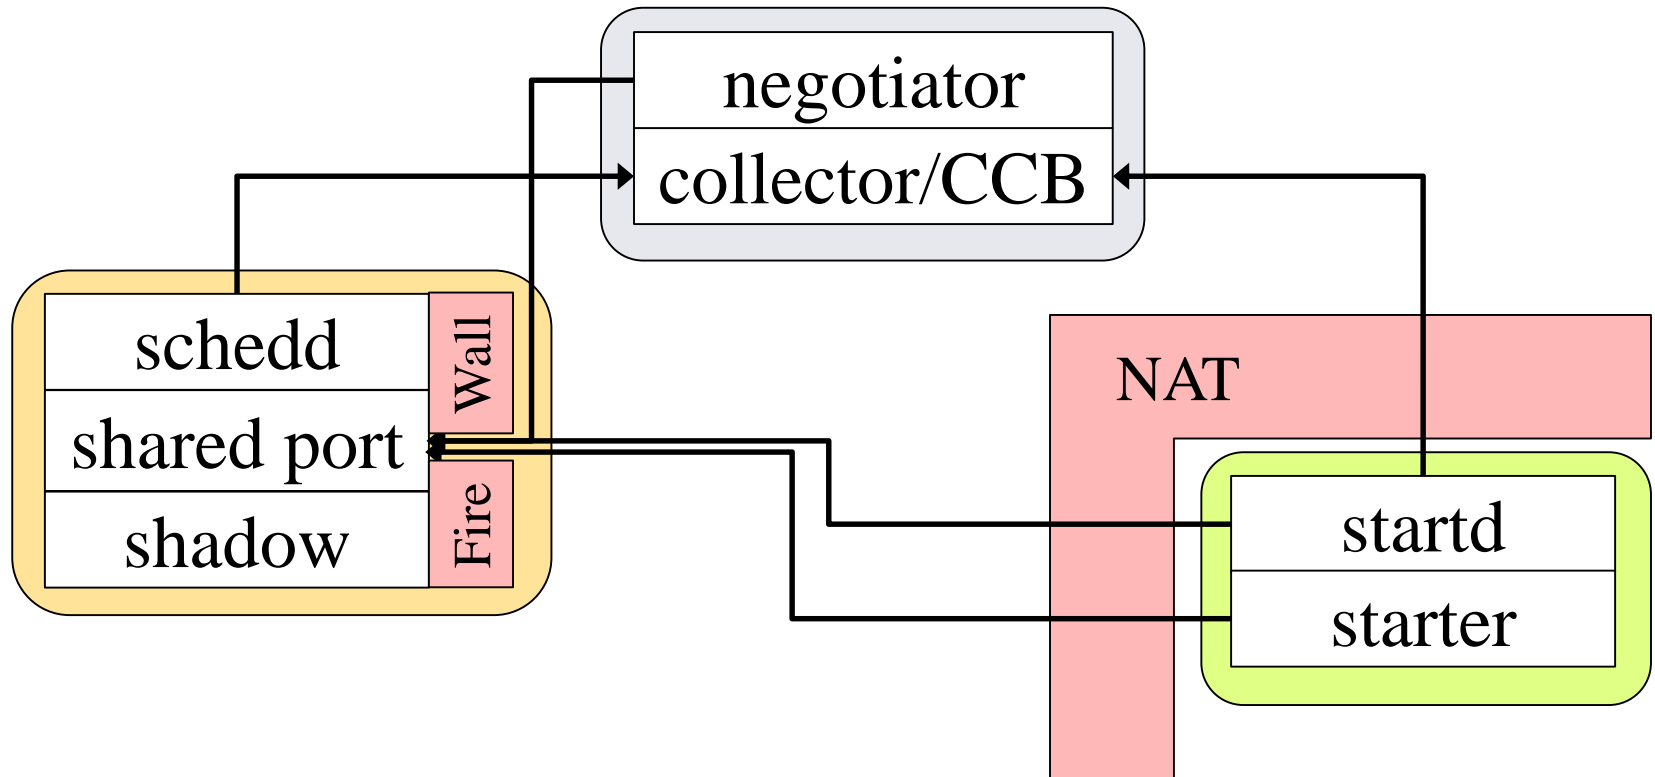 negotiator
collector/CCB
schedd
shared port
shadow
Wall
Fire
NAT
startd
starter